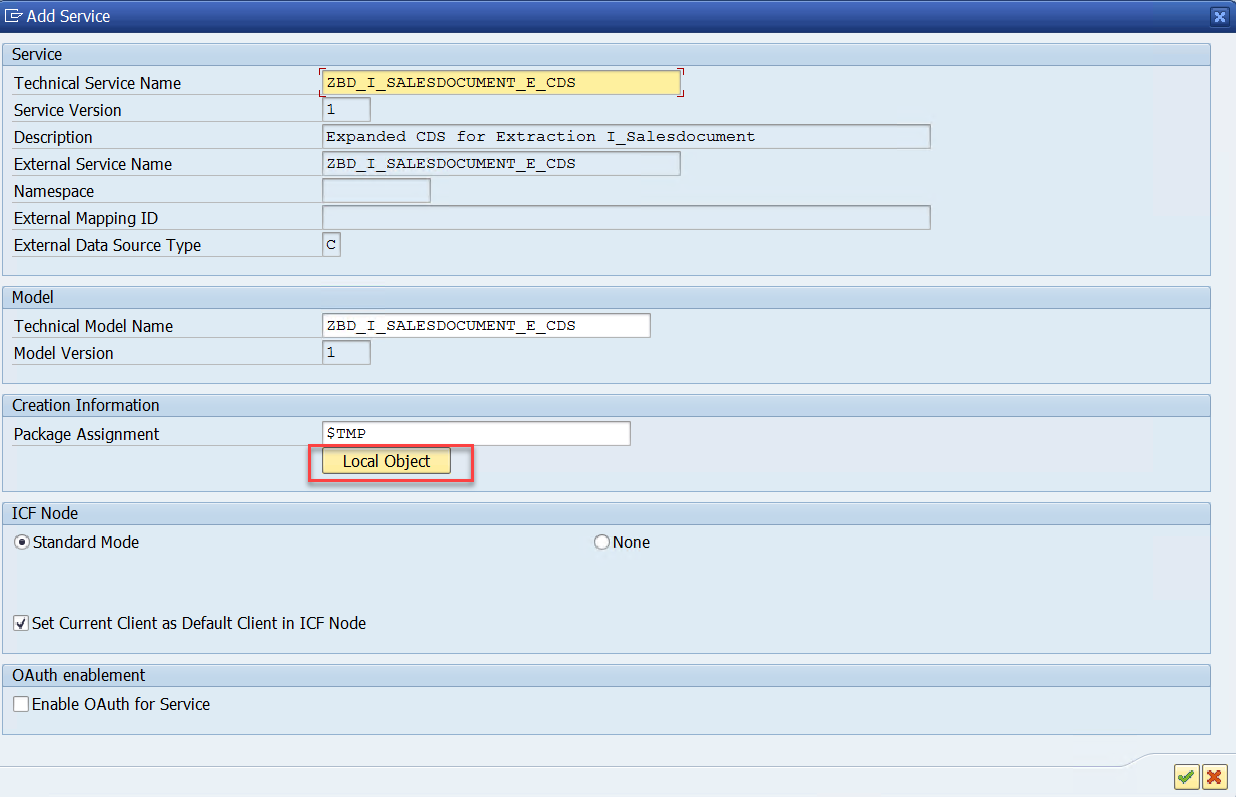 Add Service
Service
Technical Service Name ZBD_I_SALESDOCUMENT_E_CDS
Service Version 1
Description Expanded CDS for Extraction I_Salesdocument
External Service Name ZBD_I_SALESDOCUMENT_E_CDS
Namespace
External Mapping ID
External Data Source Type C
Model
Technical Model Name ZBD_I_SALESDOCUMENT_E_CDS
Model Version 1
Creation Information
Package Assignment $TMP
Local Object
ICF Node
Standard Mode None
Set Current Client as Default Client in ICF Node
OAuth enablement
Enable OAuth for Service